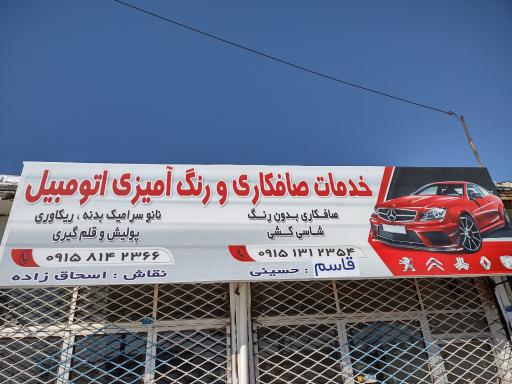 خدمات صافکاری و رنگ آمیزی اتومبیل
صافکاری بدون رنگ
شاسی کشی
۰۹۱۵ ۱۳۱ ۲۳۵۴
قاسم : حسینی
نانو سرامیک بدنه ، ریکاوری
پولیش و قلم گیری
۰۹۱۵ ۸۱۴ ۲۳۶۶
نقاش : اسحاق زاده